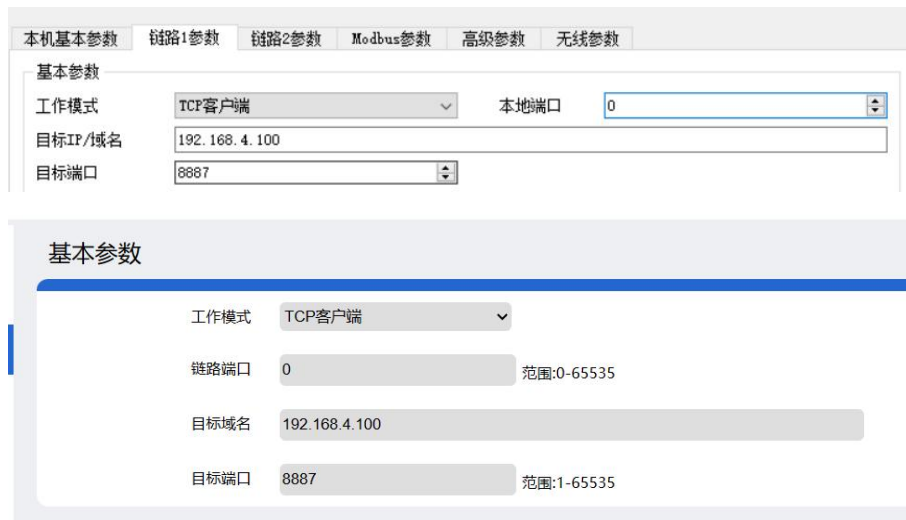 本机基本参数 链路1参数 链路2参数 Modbus参数 高级参数 无线参数
基本参数
工作模式 TCP客户端 本地端口 0
目标IP/域名 192.168.4.100
目标端口 8887
基本参数
工作模式 TCP客户端
链路端口 0 范围:0-65535
目标域名 192.168.4.100
目标端口 8887 范围:1-65535